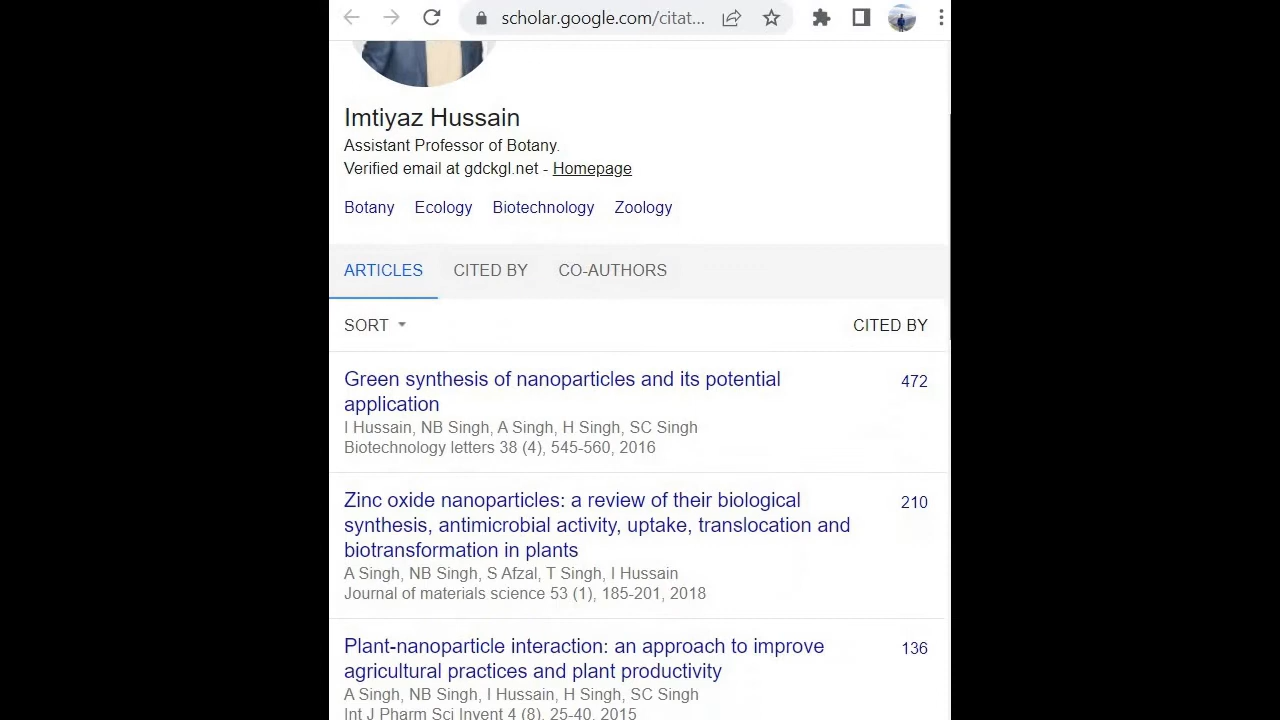 scholar.google.com/citat...
Imtiyaz Hussain
Assistant Professor of Botany.
Verified email at gdckgl.net - Homepage
Botany Ecology Biotechnology Zoology
ARTICLES CITED BY CO-AUTHORS
SORT CITED BY
Green synthesis of nanoparticles and its potential 472
application
I Hussain, NB Singh, A Singh, H Singh, SC Singh
Biotechnology letters 38 (4), 545-560, 2016
Zinc oxide nanoparticles: a review of their biological 210
synthesis, antimicrobial activity, uptake, translocation and
biotransformation in plants
A Singh, NB Singh, S Afzal, T Singh, I Hussain
Journal of materials science 53 (1), 185-201, 2018
Plant-nanoparticle interaction: an approach to improve 136
agricultural practices and plant productivity
A Singh, NB Singh, I Hussain, H Singh, SC Singh
Int J Pharm Sci Invent 4 (8), 25-40, 2015